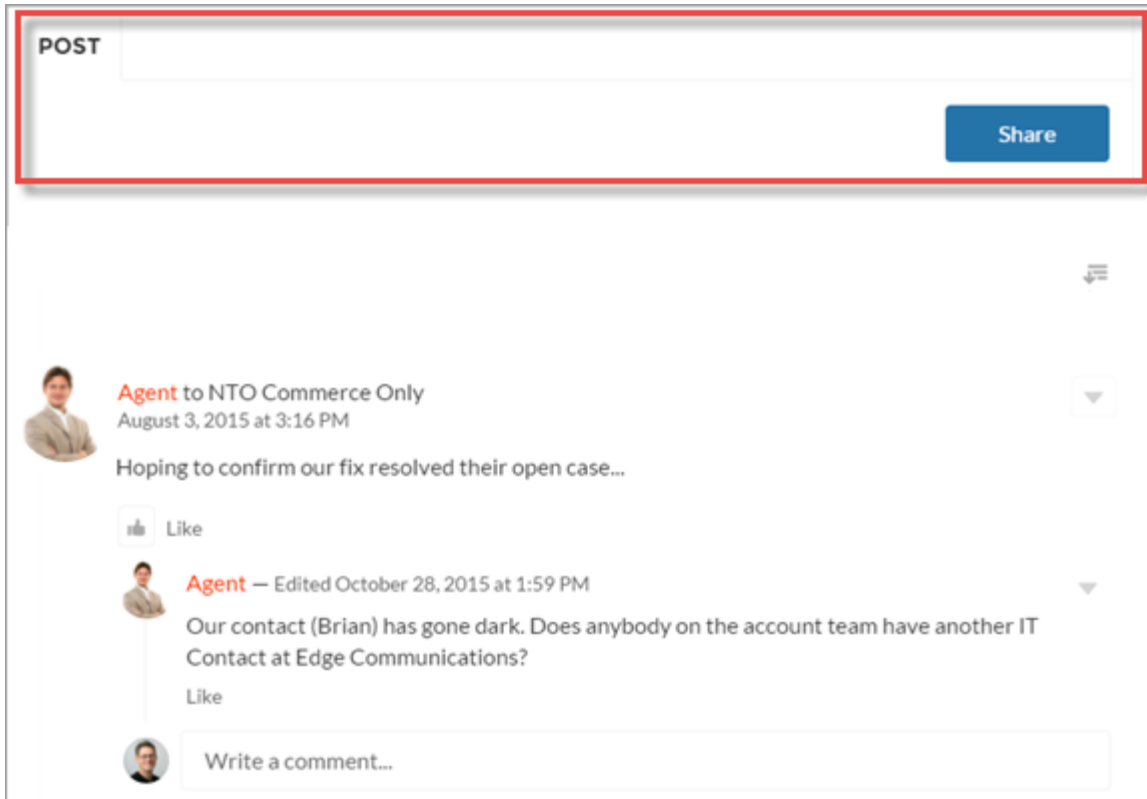 POST
Share
Agent to NTO Commerce Only
August 3, 2015 at 3:16 PM
Hoping to confirm our fix resolved their open case...
Like
Agent — Edited October 28, 2015 at 1:59 PM
Our contact (Brian) has gone dark. Does anybody on the account team have another IT
Contact at Edge Communications?
Like
Write a comment...